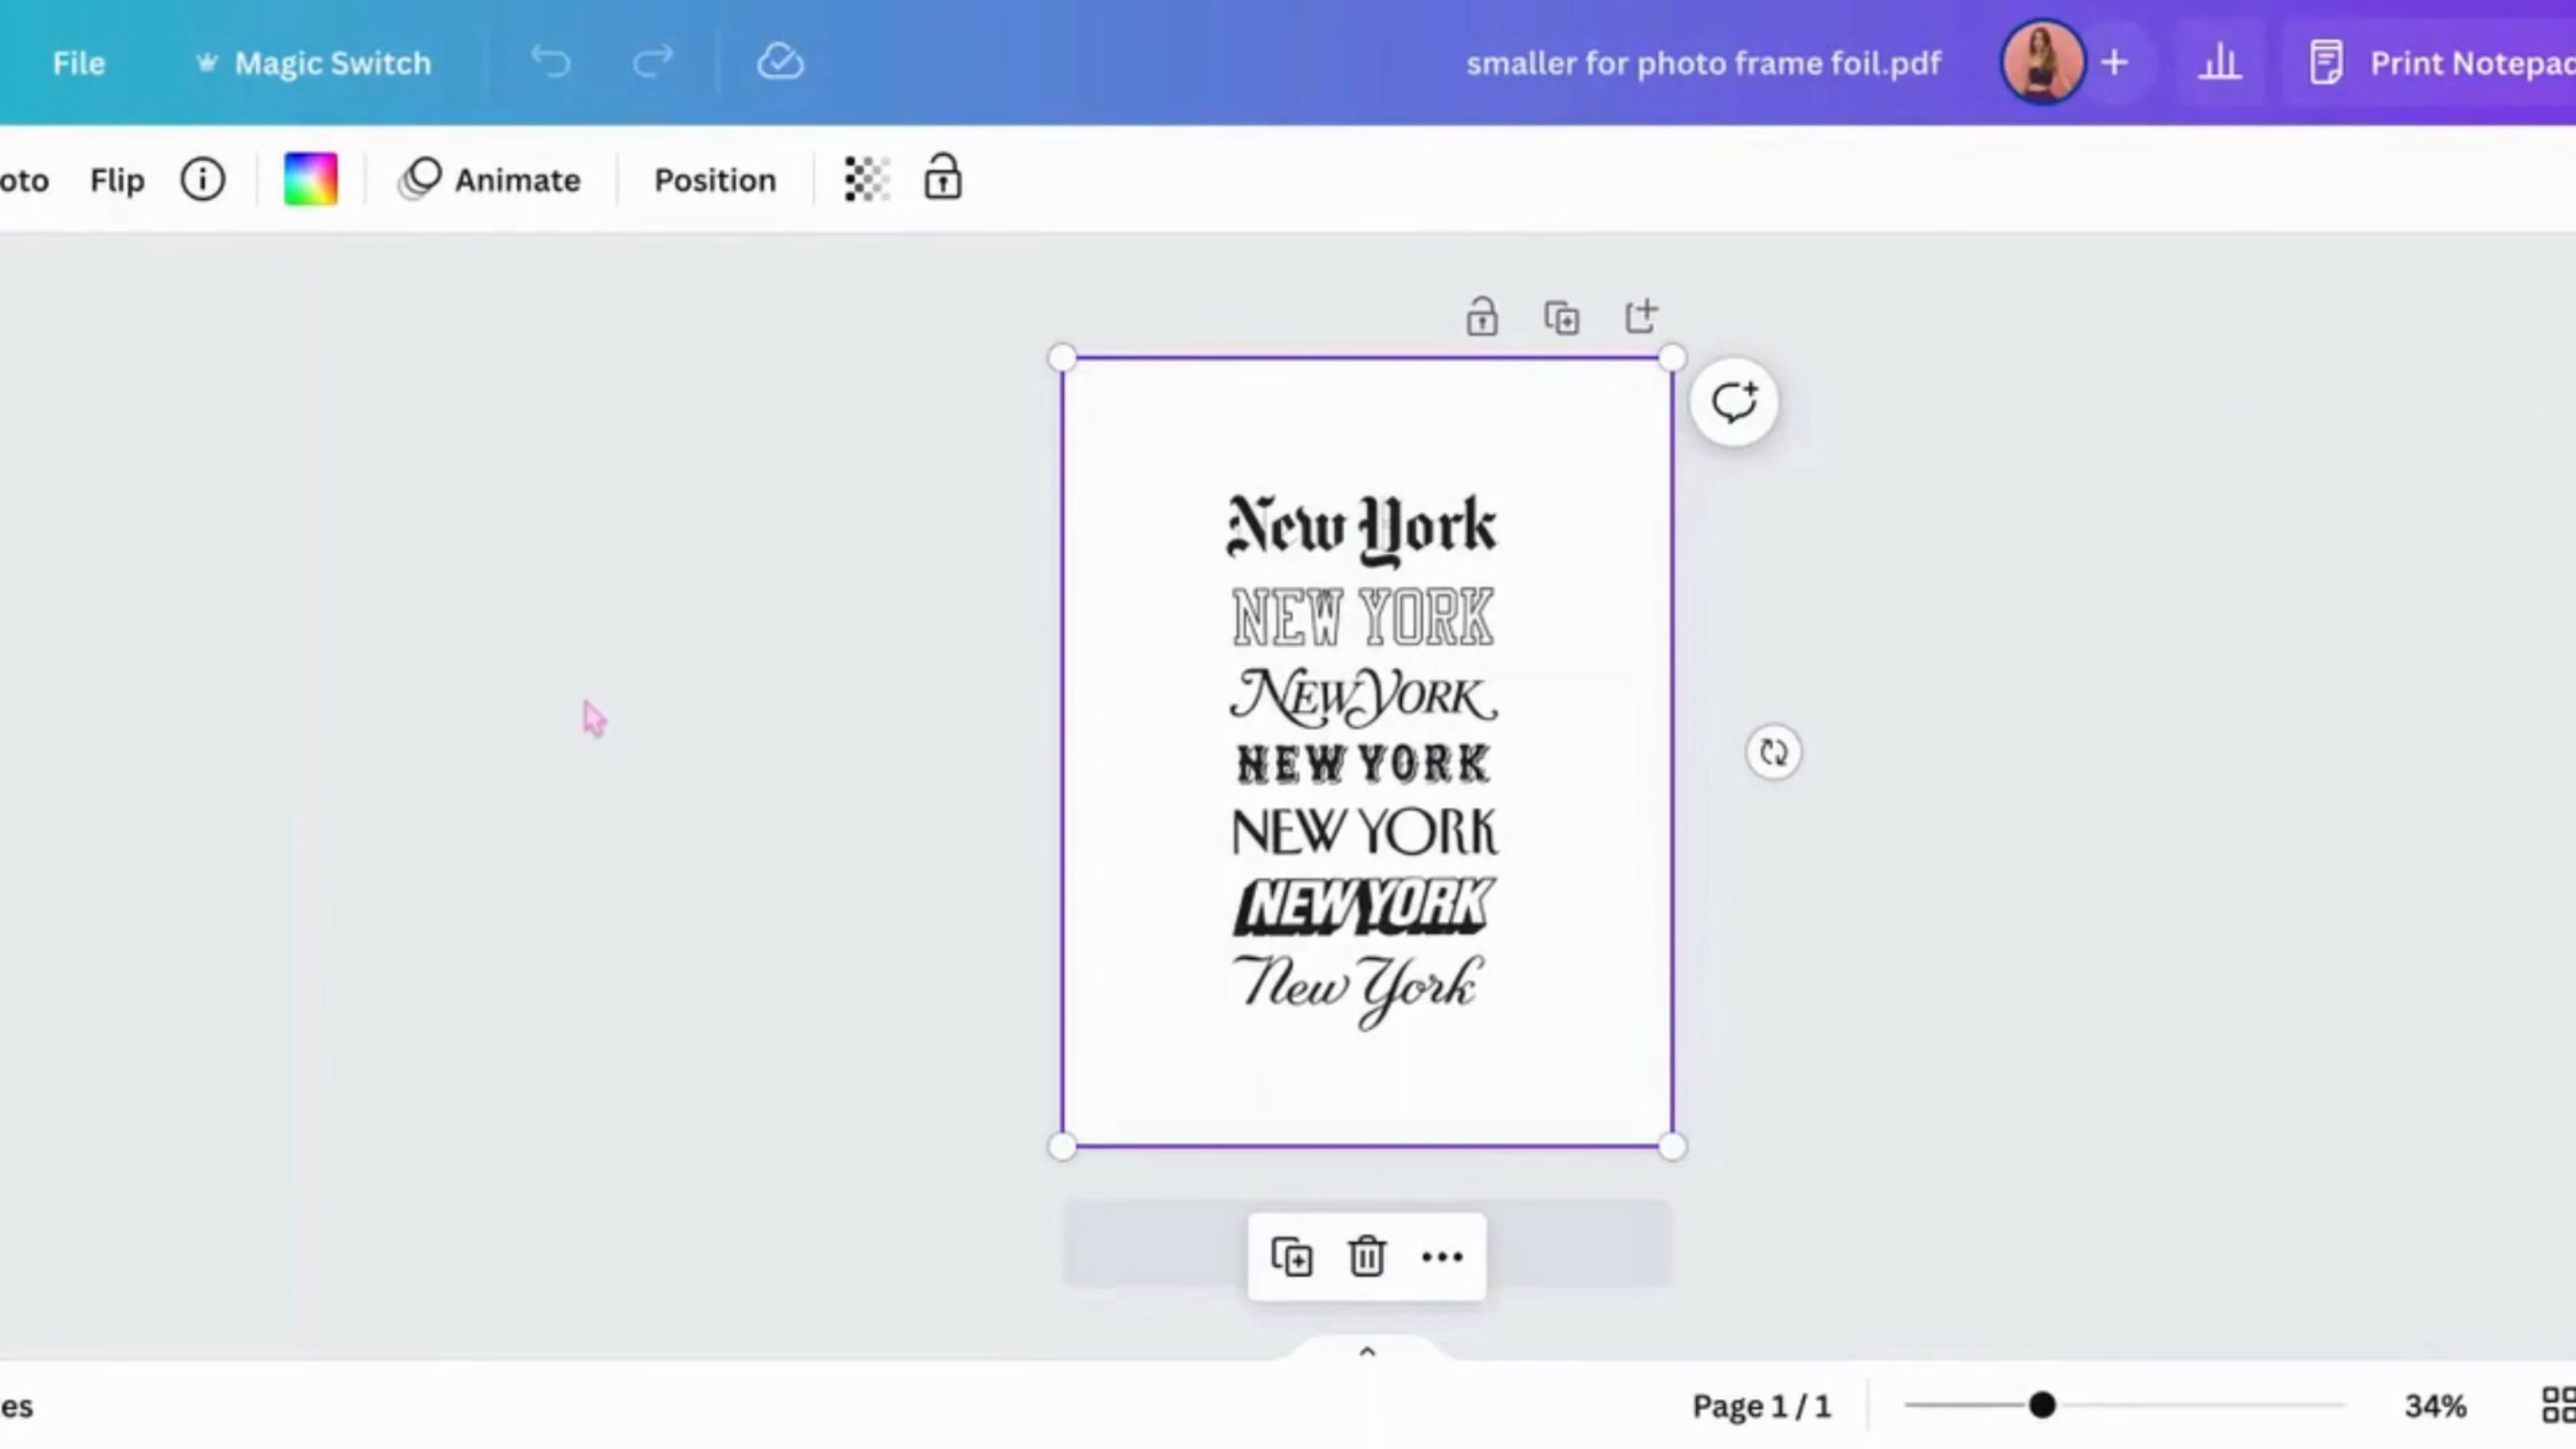 File Magic Switch smaller for photo frame foil.pdf + Print Notepad
oto Flip Animate Position
New York
NEW YORK
NEW YORK
NEW YORK
NEW YORK
NEW YORK
New York
es Page 1 / 1 34%